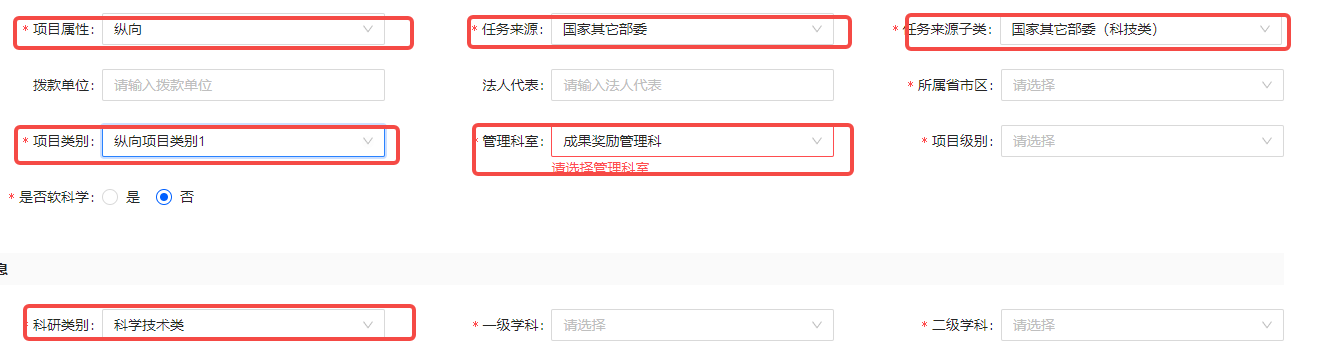 * 项目属性: 纵向 * 任务来源: 国家其它部委 * 任务来源子类: 国家其它部委（科技类）
拨款单位: 请输入拨款单位 法人代表: 请输入法人代表 * 所属省市区: 请选择
* 项目类别: 纵向项目类别1 * 管理科室: 成果奖励管理科 * 项目级别: 请选择
请选择管理科室
* 是否软科学: 是 否
息
* 科研类别: 科学技术类 * 一级学科: 请选择 * 二级学科: 请选择